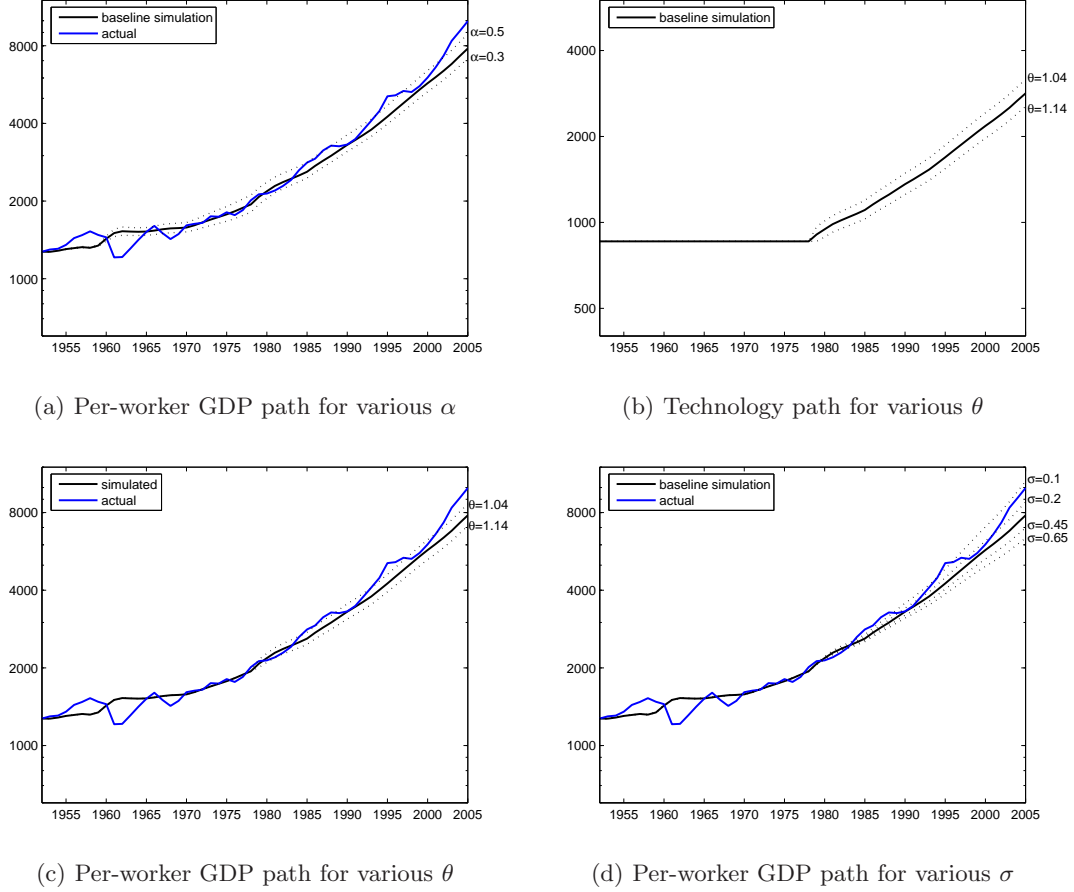 baseline simulation
actual
8000
4000
2000
1000
α=0.5
α=0.3
1955 1960 1965 1970 1975 1980 1985 1990 1995 2000 2005
(a) Per-worker GDP path for various α
baseline simulation
4000
2000
1000
500
θ=1.04
θ=1.14
1955 1960 1965 1970 1975 1980 1985 1990 1995 2000 2005
(b) Technology path for various θ
simulated
actual
8000
4000
2000
1000
θ=1.04
θ=1.14
1955 1960 1965 1970 1975 1980 1985 1990 1995 2000 2005
(c) Per-worker GDP path for various θ
baseline simulation
actual
8000
4000
2000
1000
σ=0.1
σ=0.2
σ=0.45
σ=0.65
1955 1960 1965 1970 1975 1980 1985 1990 1995 2000 2005
(d) Per-worker GDP path for various σ